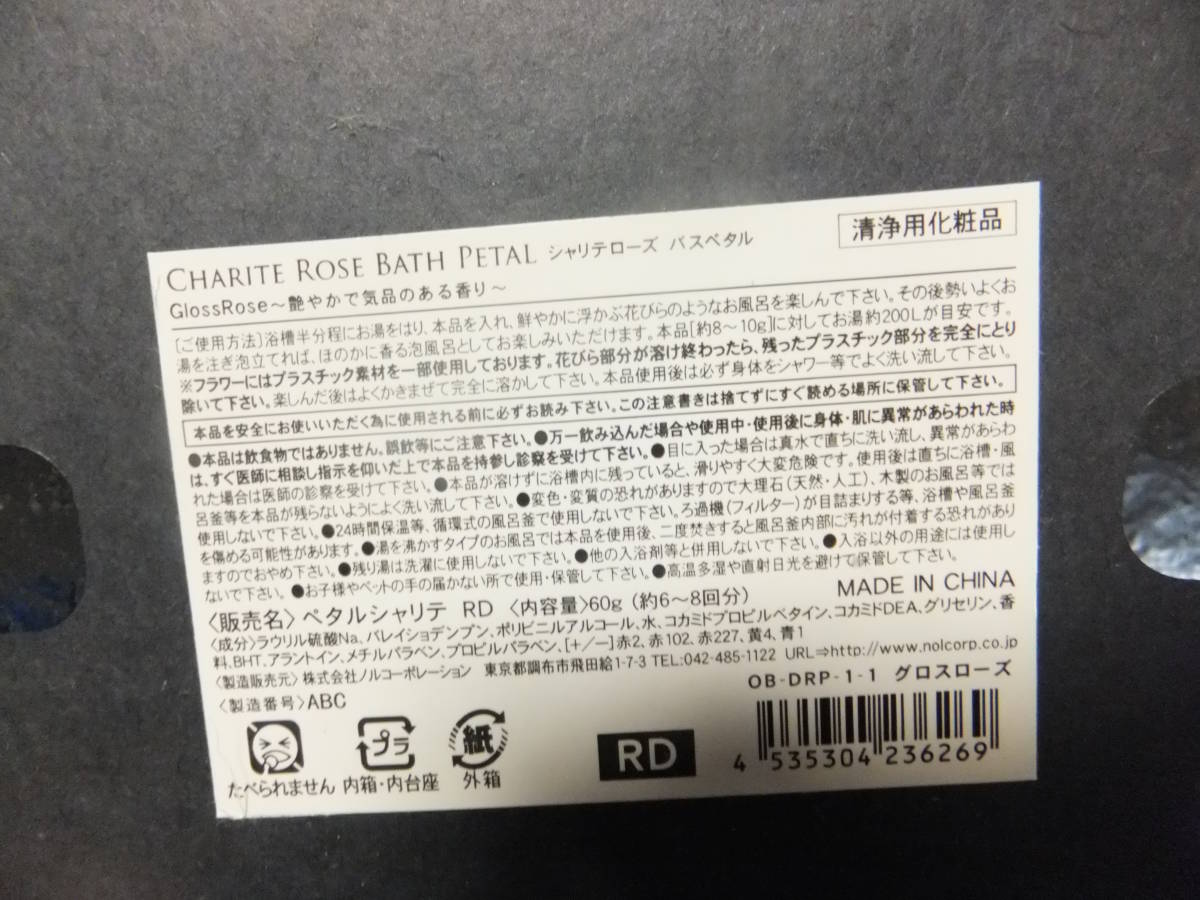 CHARITE ROSE BATH PETAL シャリテローズ バスペタル
清浄用化粧品
GlossRose～艶やかで気品のある香り～
[ご使用方法]浴槽半分程にお湯をはり、本品を入れ、鮮やかに浮かぶ花びらのようなお風呂を楽しんで下さい。その後勢いよくお
湯を注ぎ泡立てれば、ほのかに香る泡風呂としてお楽しみいただけます。本品[約8～10g]に対してお湯約200Lが目安です。
※フラワーにはプラスチック素材を一部使用しております。花びら部分が溶け終わったら、残ったプラスチック部分を完全にとり
除いて下さい。楽しんだ後はよくかきまぜて完全に溶かして下さい。本品使用後は必ず身体をシャワー等でよく洗い流して下さい。
本品を安全にお使いいただく為に使用される前に必ずお読み下さい。この注意書きは捨てずにすぐ読める場所に保管して下さい。
●本品は飲食物ではありません。誤飲等にご注意下さい。●万一飲み込んだ場合や使用中・使用後に身体・肌に異常があらわれた時
は、すぐ医師に相談し指示を仰いだ上で本品を持参し診察を受けて下さい。●目に入った場合は真水で直ちに洗い流し、異常があらわ
れた場合は医師の診察を受けて下さい。●本品が溶けずに浴槽内に残っていると、滑りやすく大変危険です。使用後は直ちに浴槽・風
呂釜等を本品が残らないようによく洗い流して下さい。●変色・変質の恐れがありますので大理石(天然・人工)、木製のお風呂等では
使用しないで下さい。●24時間保温等、循環式の風呂釜で使用しないで下さい。ろ過機(フィルター)が目詰まりする等、浴槽や風呂釜
を傷める可能性があります。●湯を沸かすタイプのお風呂では本品を使用後、二度焚きすると風呂釜内部に汚れが付着する恐れがあり
ますのでおやめ下さい。●残り湯は洗濯に使用しないで下さい。●他の入浴剤等と併用しないで下さい。●入浴以外の用途には使用し
ないで下さい。●お子様やペットの手の届かない所で使用・保管して下さい。●高温多湿や直射日光を避けて保管して下さい。
〈販売名〉ペタルシャリテ RD 〈内容量〉60g (約6～8回分) MADE IN CHINA
〈成分〉ラウリル硫酸Na、バレイショデンプン、ポリビニルアルコール、水、コカミドプロピルベタイン、コカミドDEA、グリセリン、香
料、BHT、アラントイン、メチルパラベン、プロピルパラベン、[+/−]赤2、赤102、赤227、黄4、青1
〈製造販売元〉株式会社ノルコーポレーション 東京都調布市飛田給1-7-3 TEL:042-485-1122 URL⇒http://www.nolcorp.co.jp
〈製造番号〉ABC
OB-DRP-1-1 グロスローズ
プラ
紙
RD
4 535304 236269
たべられません 内箱・内台座 外箱